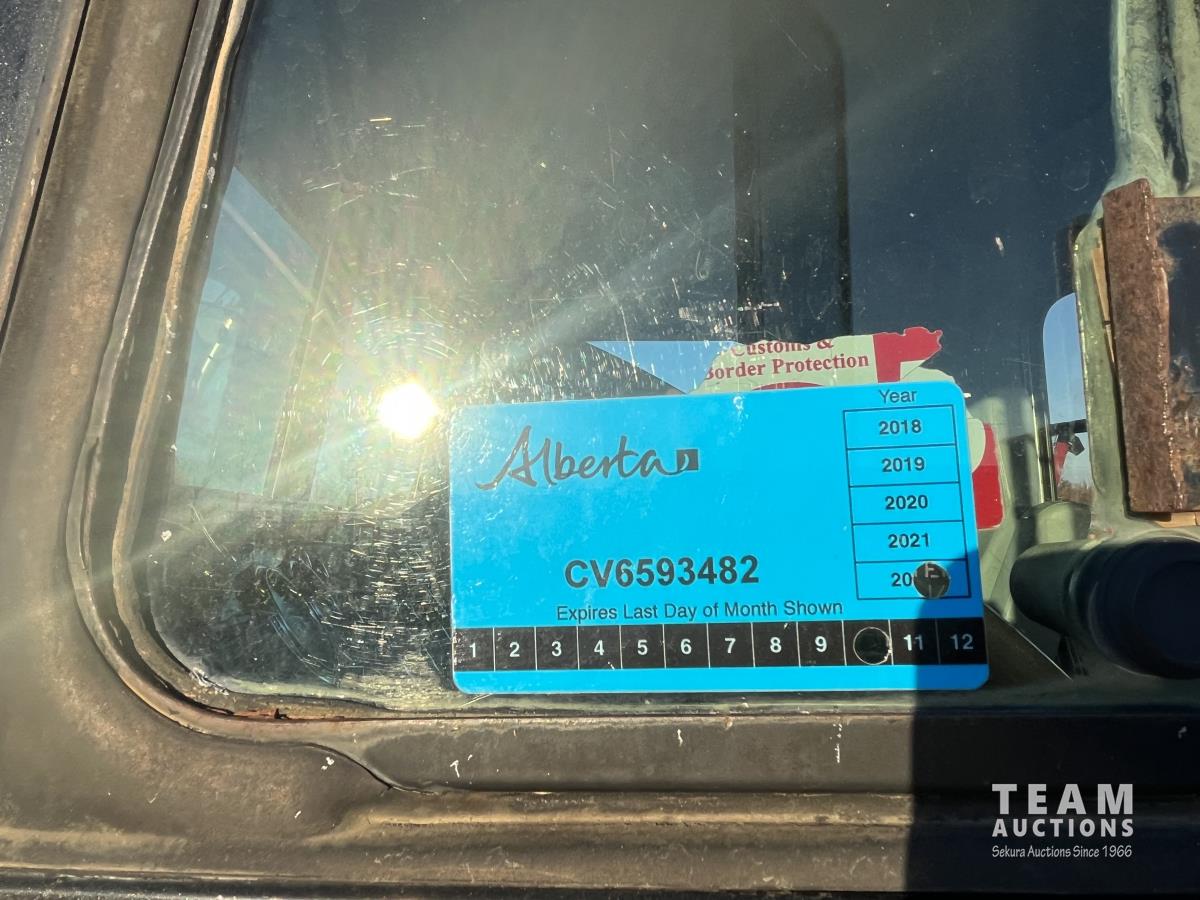 Customs &
Border Protection
Alberta
Year
2018
2019
2020
2021
20
CV6593482
Expires Last Day of Month Shown
1 2 3 4 5 6 7 8 9 11 12
TEAM
AUCTIONS
Sekura Auctions Since 1966